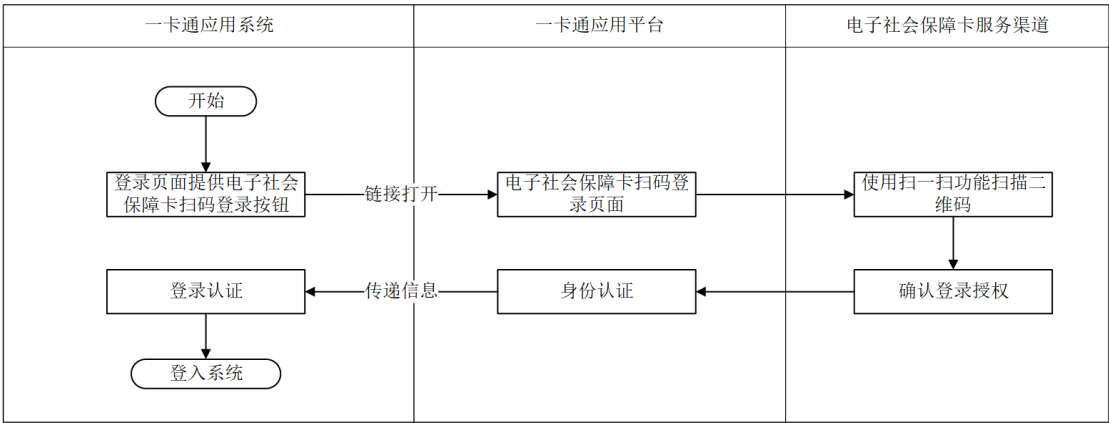 一卡通应用系统
一卡通应用平台
电子社会保障卡服务渠道
开始
登录页面提供电子社会
保障卡扫码登录按钮
链接打开
电子社会保障卡扫码登
录页面
使用扫一扫功能扫描二
维码
登录认证
传递信息
身份认证
确认登录授权
登入系统